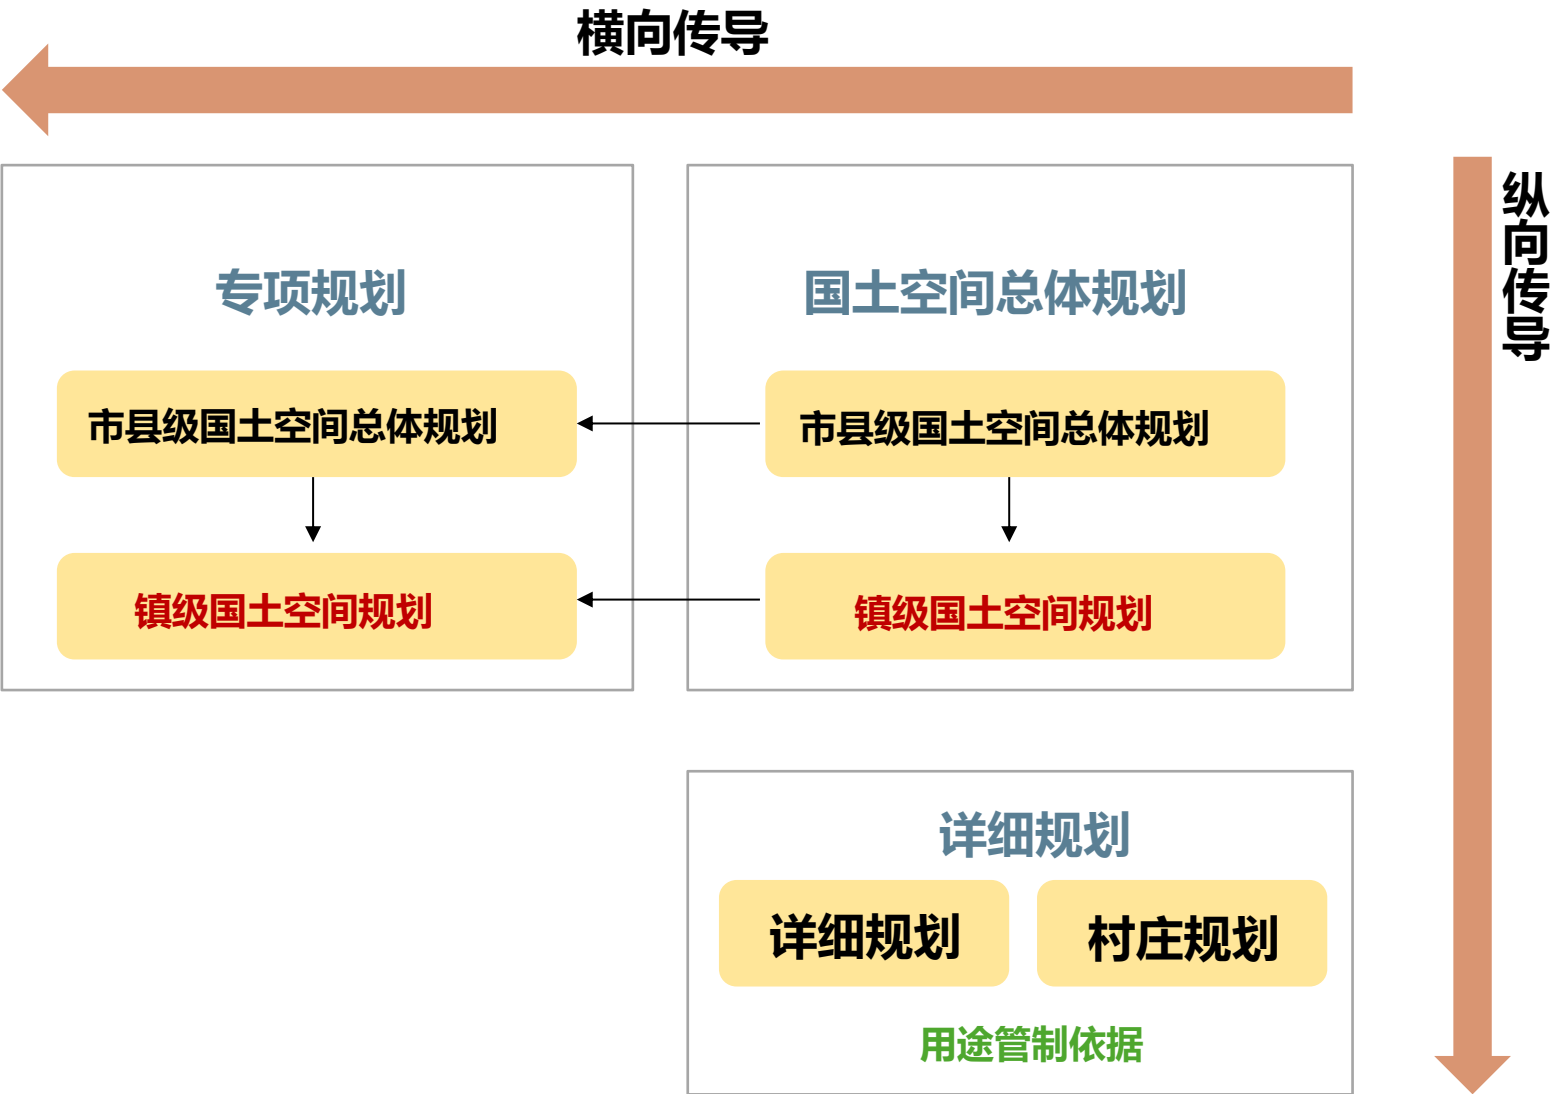 横向传导
纵向传导
专项规划
国土空间总体规划
市县级国土空间总体规划
市县级国土空间总体规划
镇级国土空间规划
镇级国土空间规划
详细规划
详细规划
村庄规划
用途管制依据